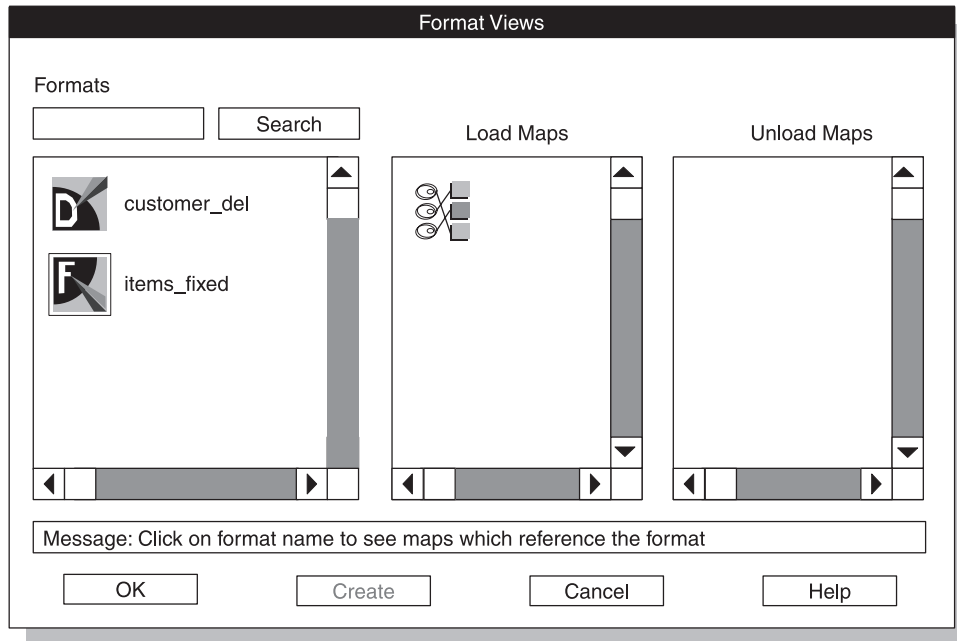 Format Views
Formats
Search
Load Maps
Unload Maps
D
customer_del
F
items_fixed
Message: Click on format name to see maps which reference the format
OK
Create
Cancel
Help